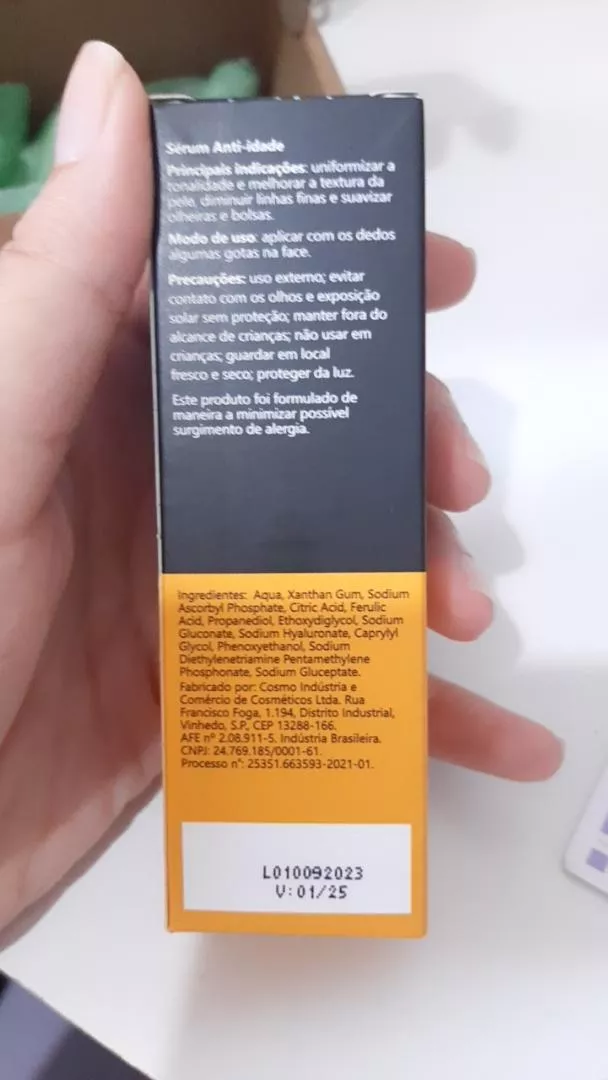 Sérum Anti-idade
Principais indicações: uniformizar a
tonalidade e melhorar a textura da
pele, diminuir linhas finas e suavizar
olheiras e bolsas.
Modo de uso: aplicar com os dedos
algumas gotas na face.
Precauções: uso externo; evitar
contato com os olhos e exposição
solar sem proteção; manter fora do
alcance de crianças; não usar em
crianças; guardar em local
fresco e seco; proteger da luz.
Este produto foi formulado de
maneira a minimizar possível
surgimento de alergia.
Ingredientes: Aqua, Xanthan Gum, Sodium
Ascorbyl Phosphate, Citric Acid, Ferulic
Acid, Propanediol, Ethoxydiglycol, Sodium
Gluconate, Sodium Hyaluronate, Caprylyl
Glycol, Phenoxyethanol, Sodium
Diethylenetriamine Pentamethylene
Phosphonate, Sodium Gluceptate.
Fabricado por: Cosmo Indústria e
Comércio de Cosméticos Ltda. Rua
Francisco Foga, 1.194, Distrito Industrial,
Vinhedo, S.P., CEP 13288-166.
AFE nº 2.08.911-5. Indústria Brasileira.
CNPJ: 24.769.185/0001-61.
Processo n°: 25351.663593-2021-01.
L010092023
V:01/25